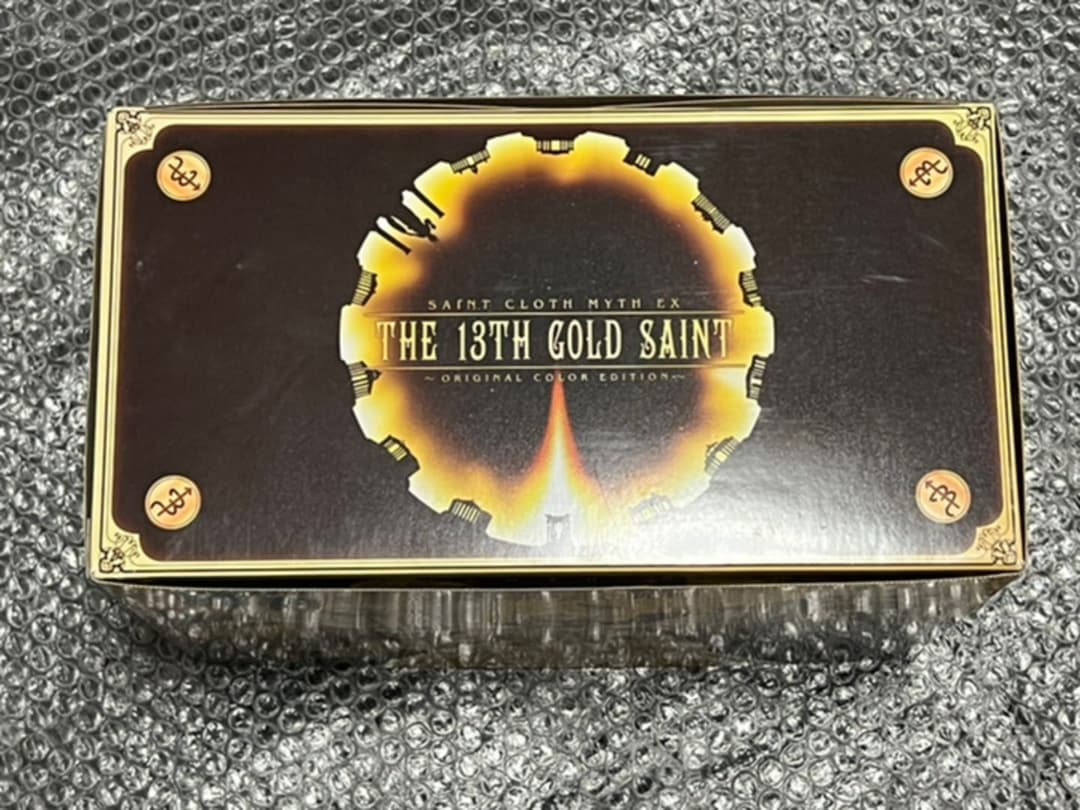 SAINT CLOTH MYTH EX
THE 13TH GOLD SAINT
~ORIGINAL COLOR EDITION~